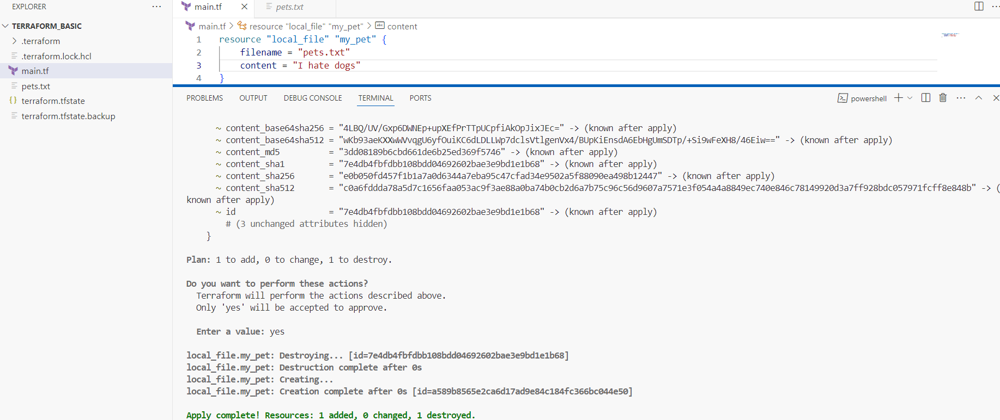 EXPLORER
TERRAFORM_BASIC
.terraform
.terraform.lock.hcl
main.tf
pets.txt
terraform.tfstate
terraform.tfstate.backup
main.tf pets.txt
main.tf > resource "local_file" "my_pet" > abc content
1 resource "local_file" "my_pet" {
2 filename = "pets.txt"
3 content = "I hate dogs"
4 }
PROBLEMS OUTPUT DEBUG CONSOLE TERMINAL PORTS powershell
~ content_base64sha256 = "4LBQ/UV/Gxp6DWNEp+upXEfPrTTpUCpfiAkOpJixJEc=" -> (known after apply)
~ content_base64sha512 = "wKb93aeKXXwWVvqgU6yfOuiKC6dLDLLWp7dclsVtlgenVx4/BUpKiEnsdA6EbHgUmSDTp/+Si9wFeXH8/46Eiw==" -> (known after apply)
~ content_md5 = "3dd08189b6cbd661de6b25ed369f5746" -> (known after apply)
~ content_sha1 = "7e4db4fbfdbb108bdd04692602bae3e9bd1e1b68" -> (known after apply)
~ content_sha256 = "e0b050fd457f1b1a7a0d6344a7eba95c47cfad34e9502a5f88090ea498b12447" -> (known after apply)
~ content_sha512 = "c0a6fddda78a5d7c1656faa053ac9f3ae88a0ba74b0cb2d6a7b75c96c56d9607a7571e3f054a4a8849ec740e846c78149920d3a7ff928bdc057971fcff8e848b" -> (
known after apply)
~ id = "7e4db4fbfdbb108bdd04692602bae3e9bd1e1b68" -> (known after apply)
# (3 unchanged attributes hidden)
}
Plan: 1 to add, 0 to change, 1 to destroy.
Do you want to perform these actions?
Terraform will perform the actions described above.
Only 'yes' will be accepted to approve.
Enter a value: yes
local_file.my_pet: Destroying... [id=7e4db4fbfdbb108bdd04692602bae3e9bd1e1b68]
local_file.my_pet: Destruction complete after 0s
local_file.my_pet: Creating...
local_file.my_pet: Creation complete after 0s [id=a589b8565e2ca6d17ad9e84c184fc366bc044e50]
Apply complete! Resources: 1 added, 0 changed, 1 destroyed.